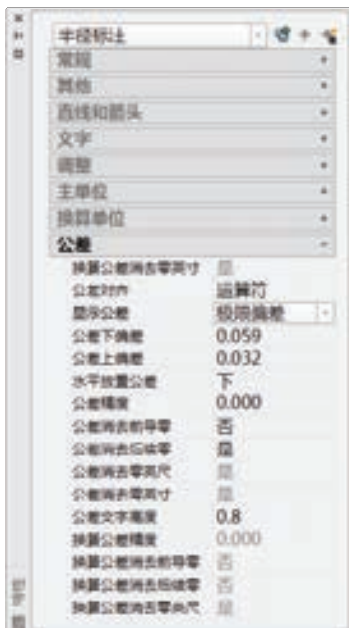 半径标注
常规
其他
直线和箭头
文字
调整
主单位
换算单位
公差
换算公差消去零英寸 是
公差对齐 运算符
显示公差 极限偏差
公差下偏差 0.059
公差上偏差 0.032
水平放置公差 下
公差精度 0.000
公差消去前导零 否
公差消去后续零 是
公差消去零英尺 是
公差消去零英寸 是
公差文字高度 0.8
换算公差精度 0.000
换算公差消去前导零 否
换算公差消去后续零 否
换算公差消去零英尺 是
特性